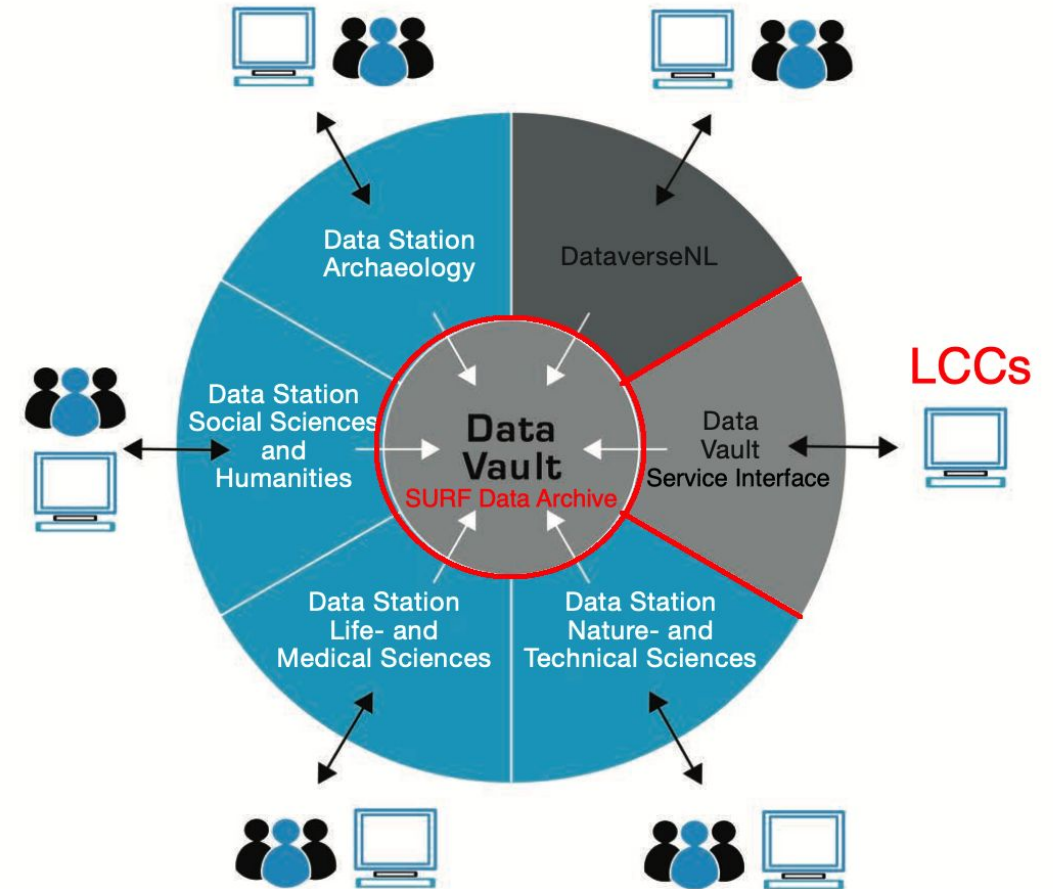 Data Station
Archaeology
DataverseNL
LCCs
Data Station
Social Sciences
and
Humanities
Data
Vault
SURF Data Archive
Data
Vault
Service Interface
Data Station
Life- and
Medical Sciences
Data Station
Nature- and
Technical Sciences